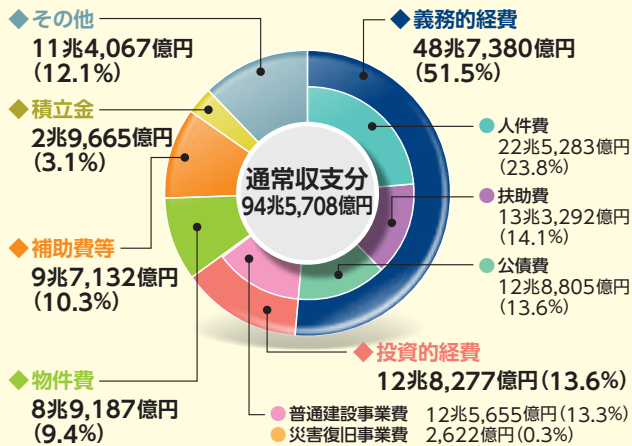 ◆その他
11兆4,067億円
(12.1%)
◆積立金
2兆9,665億円
(3.1%)
◆補助費等
9兆7,132億円
(10.3%)
◆物件費
8兆9,187億円
(9.4%)
通常収支分
94兆5,708億円
◆義務的経費
48兆7,380億円
(51.5%)
●人件費
22兆5,283億円
(23.8%)
●扶助費
13兆3,292億円
(14.1%)
●公債費
12兆8,805億円
(13.6%)
◆投資的経費
12兆8,277億円(13.6%)
●普通建設事業費 12兆5,655億円(13.3%)
●災害復旧事業費 2,622億円(0.3%)